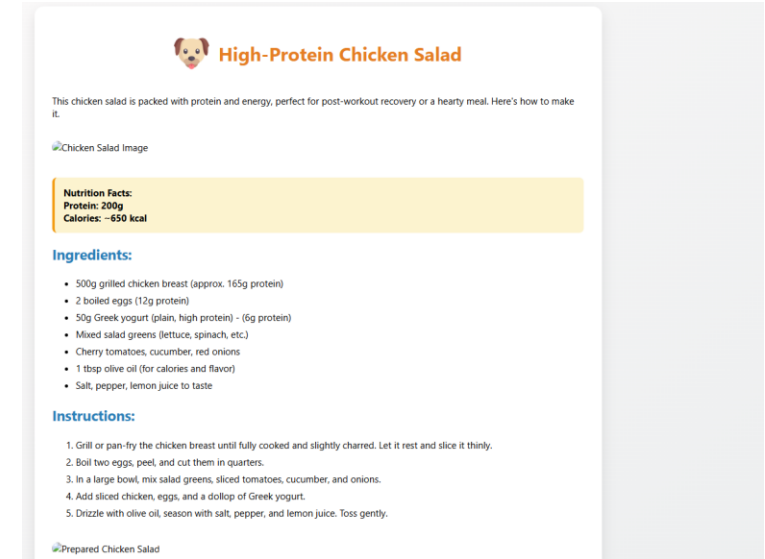 High-Protein Chicken Salad
This chicken salad is packed with protein and energy, perfect for post-workout recovery or a hearty meal. Here's how to make
it.
Chicken Salad Image
Nutrition Facts:
Protein: 200g
Calories: ~650 kcal
Ingredients:
• 500g grilled chicken breast (approx. 165g protein)
• 2 boiled eggs (12g protein)
• 50g Greek yogurt (plain, high protein) - (6g protein)
• Mixed salad greens (lettuce, spinach, etc.)
• Cherry tomatoes, cucumber, red onions
• 1 tbsp olive oil (for calories and flavor)
• Salt, pepper, lemon juice to taste
Instructions:
1. Grill or pan-fry the chicken breast until fully cooked and slightly charred. Let it rest and slice it thinly.
2. Boil two eggs, peel, and cut them in quarters.
3. In a large bowl, mix salad greens, sliced tomatoes, cucumber, and onions.
4. Add sliced chicken, eggs, and a dollop of Greek yogurt.
5. Drizzle with olive oil, season with salt, pepper, and lemon juice. Toss gently.
Prepared Chicken Salad